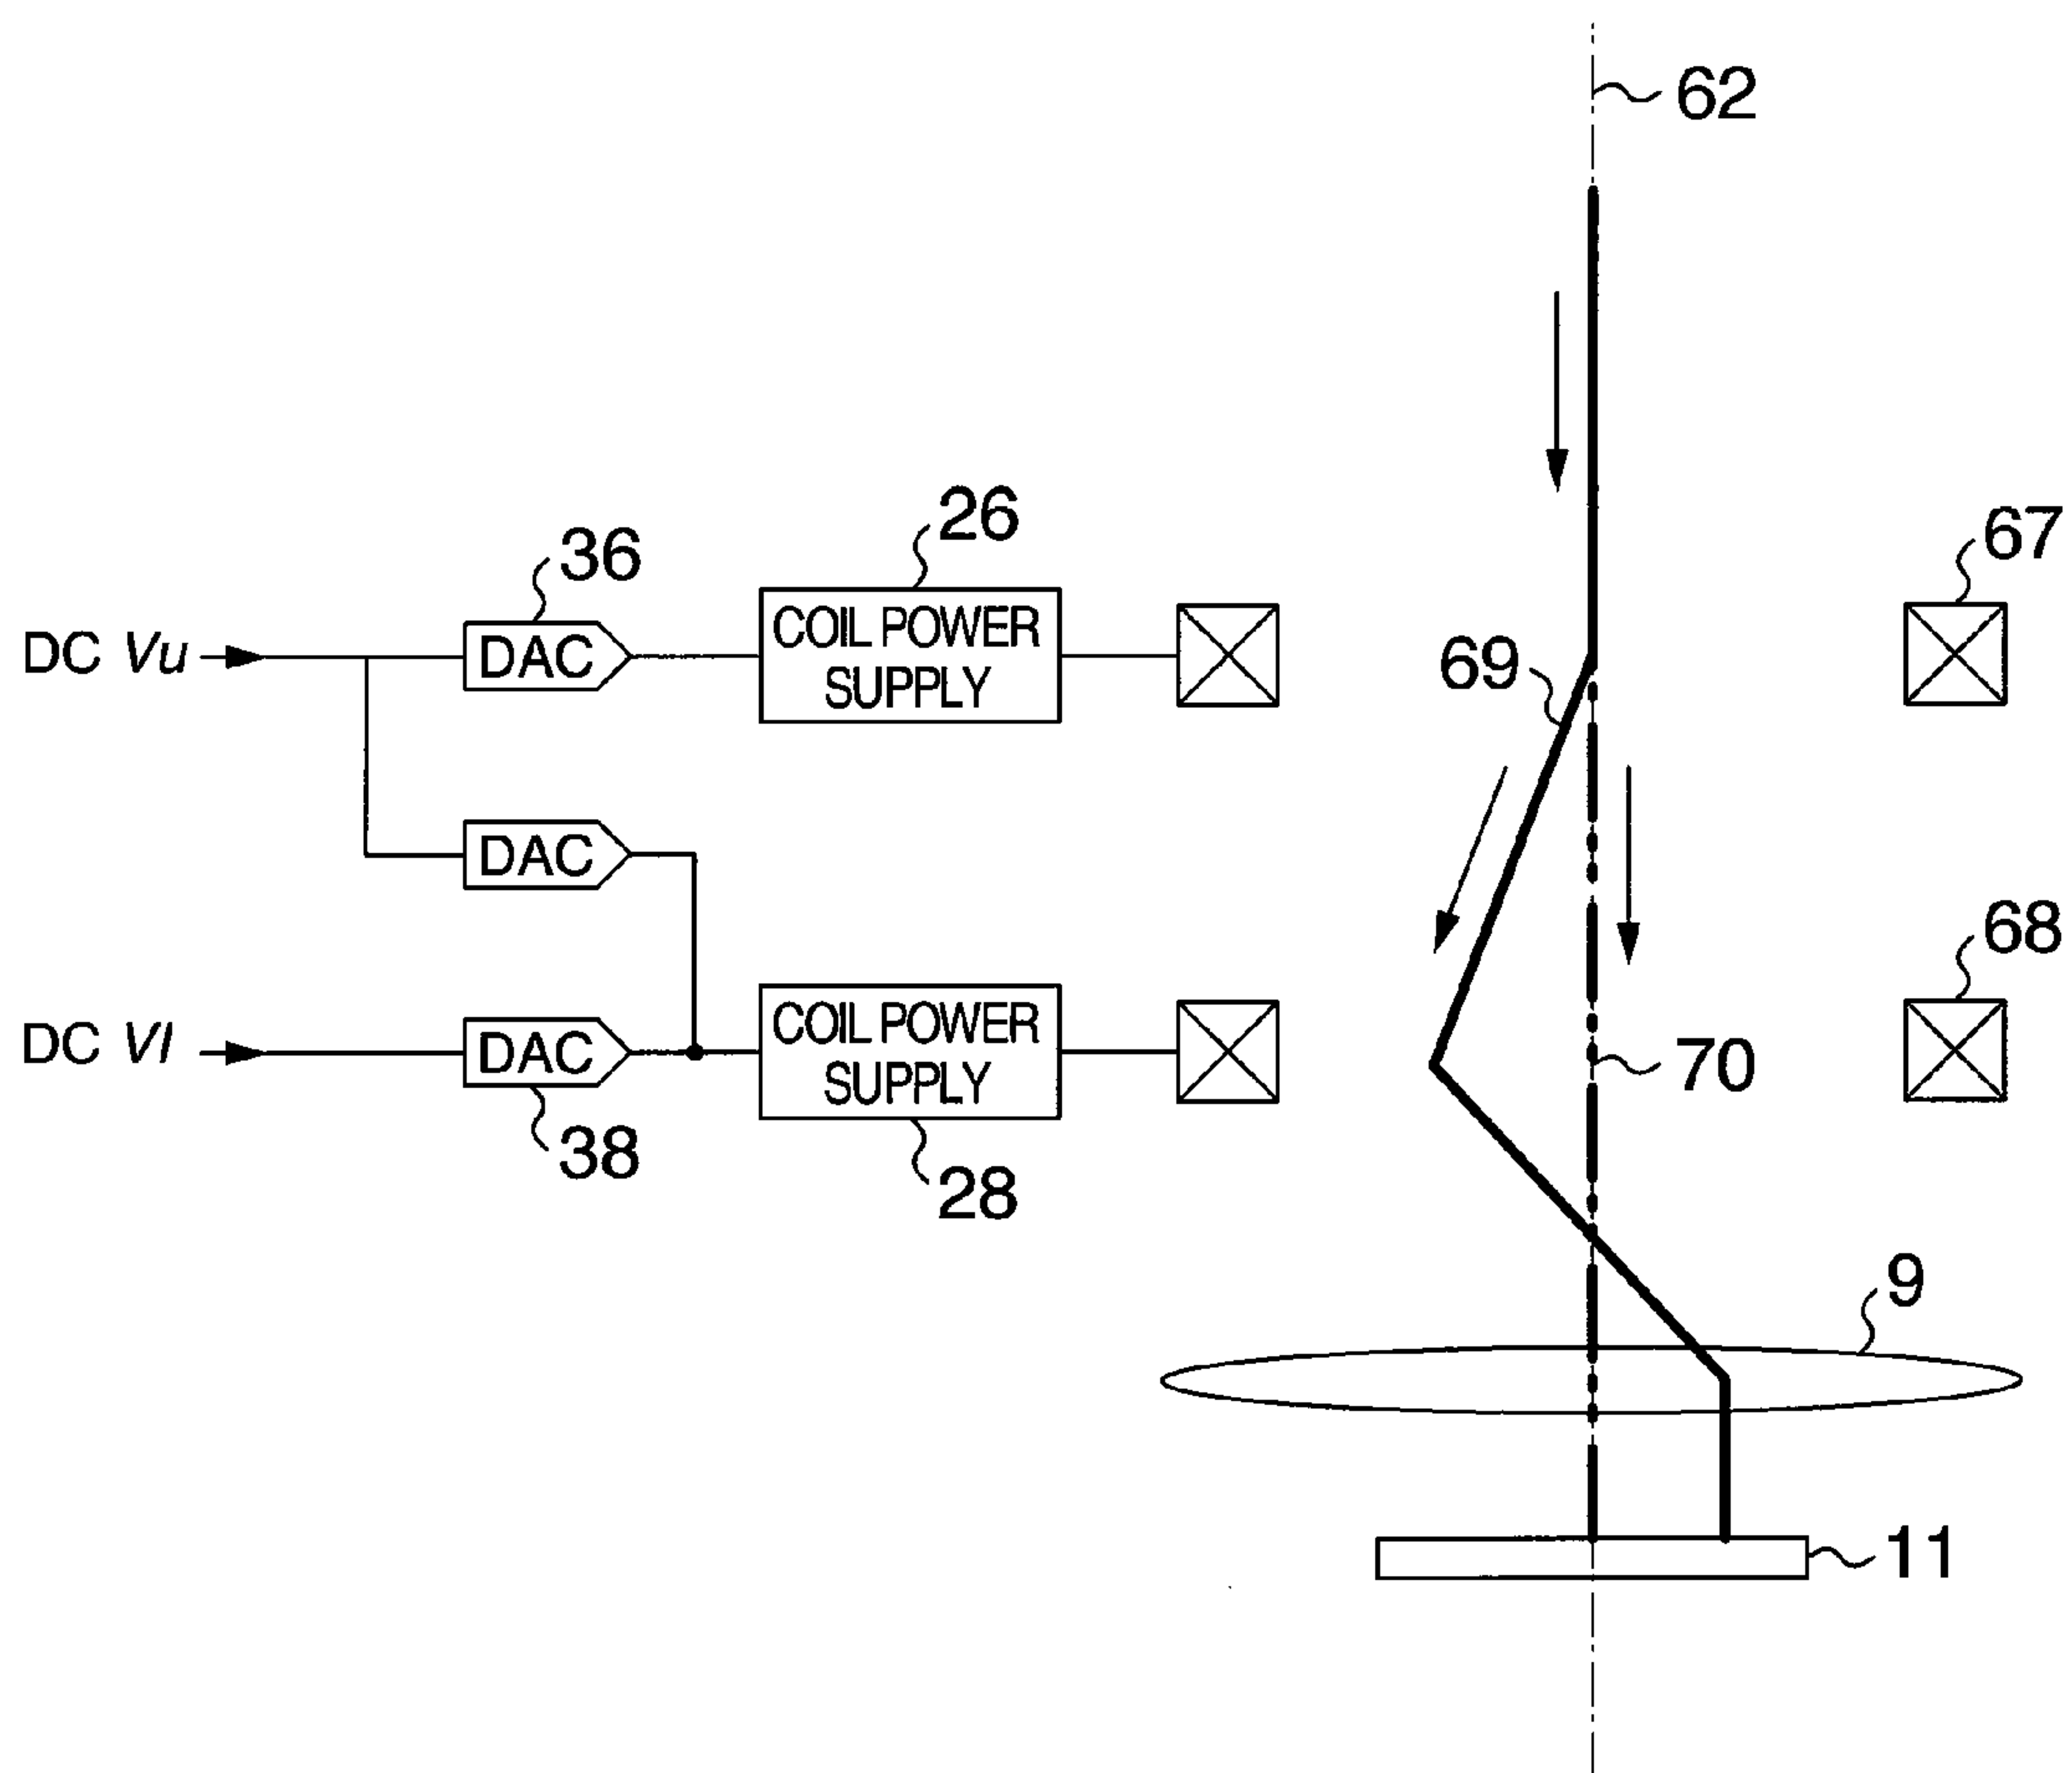 62
26
67
36
DC Vu
DAC
COIL POWER
SUPPLY
69
DAC
68
DC Vl
DAC
COIL POWER
SUPPLY
70
38
28
9
11